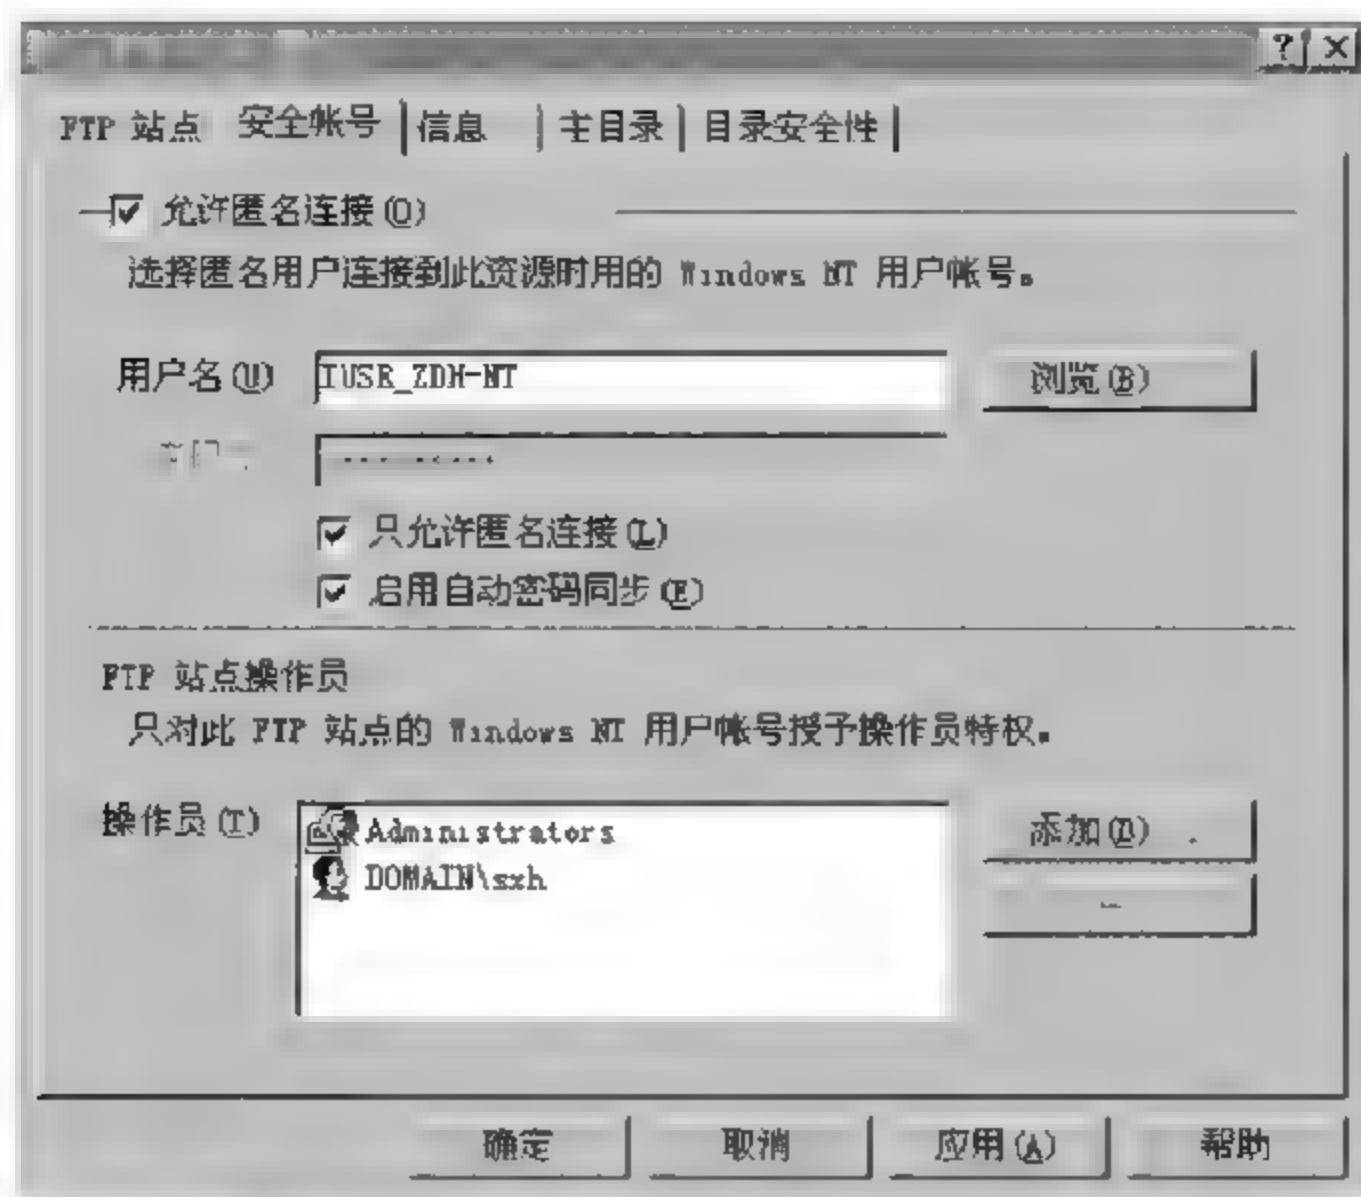 FTP 站点 安全帐号 信息 主目录 目录安全性
允许匿名连接(O)
选择匿名用户连接到此资源时用的 Windows NT 用户帐号。
用户名(U) IUSR_ZDH-NT 浏览(B)
只允许匿名连接(L)
启用自动密码同步(E)
FTP 站点操作员
只对此 FTP 站点的 Windows NT 用户帐号授予操作员特权。
操作员(T) Administrators 添加(D)
DOMAIN\sxh
确定 取消 应用(A) 帮助